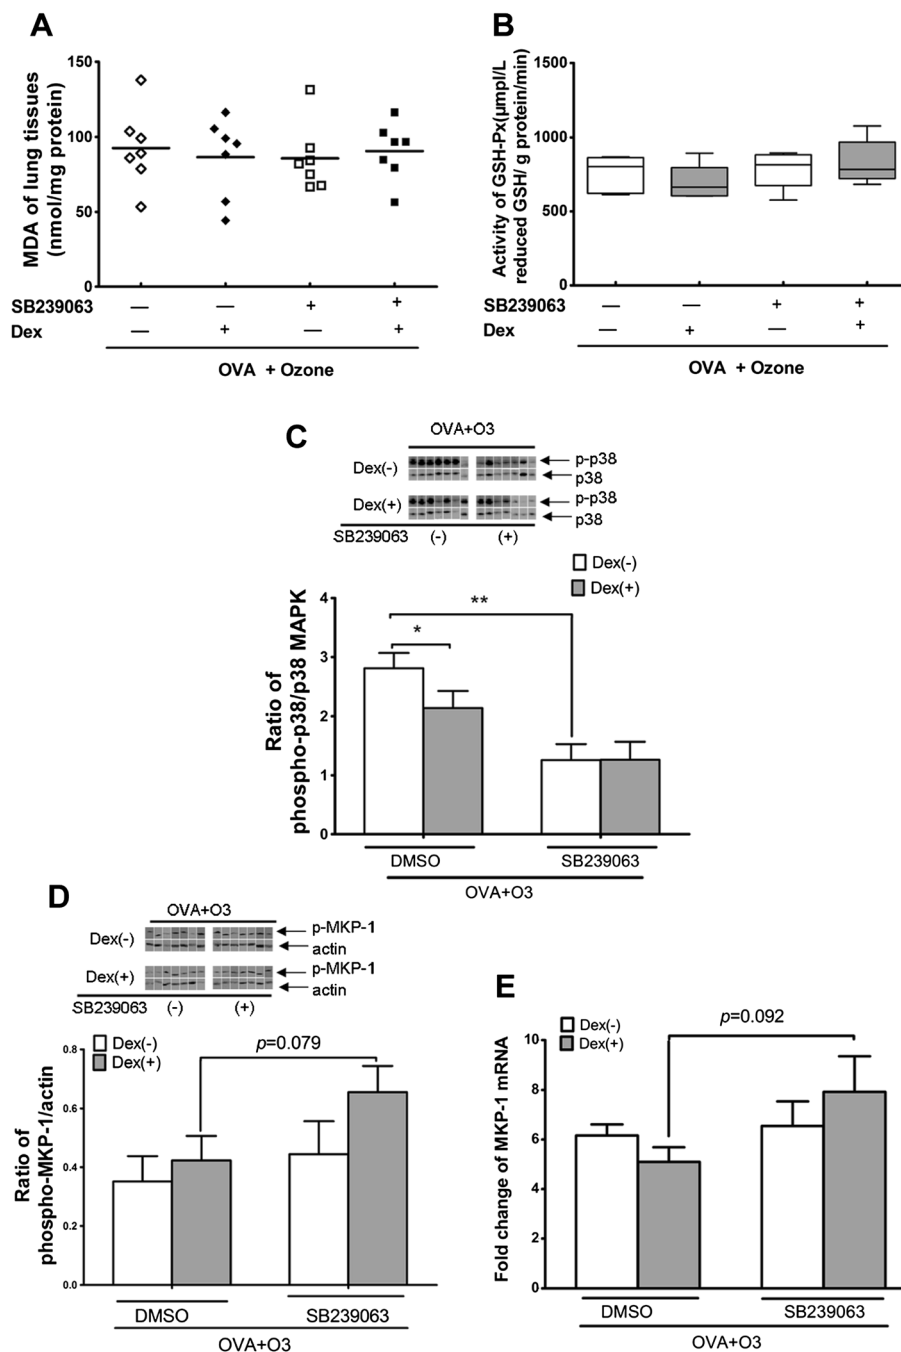 A
MDA of lung tissues
(nmol/mg protein)
150
100
50
0
SB239063 — — + +
Dex — + — +
OVA + Ozone
B
Activity of GSH-Px(μmpl/L
reduced GSH/ g protein/min)
1500
1000
500
0
SB239063 — — + +
Dex — + — +
OVA + Ozone
C
OVA+O3
Dex(-)
p-p38
p38
Dex(+)
p-p38
p38
SB239063 (-) (+)
Dex(-)
Dex(+)
Ratio of
phospho-p38/p38 MAPK
4
3
2
1
0
**
*
DMSO SB239063
OVA+O3
D
OVA+O3
Dex(-)
p-MKP-1
actin
Dex(+)
p-MKP-1
actin
SB239063 (-) (+)
Dex(-)
Dex(+)
p=0.079
Ratio of
phospho-MKP-1/actin
0.8
0.6
0.4
0.2
0.0
DMSO SB239063
OVA+O3
E
Dex(-)
Dex(+)
p=0.092
Fold change of MKP-1 mRNA
10
8
6
4
2
0
DMSO SB239063
OVA+O3